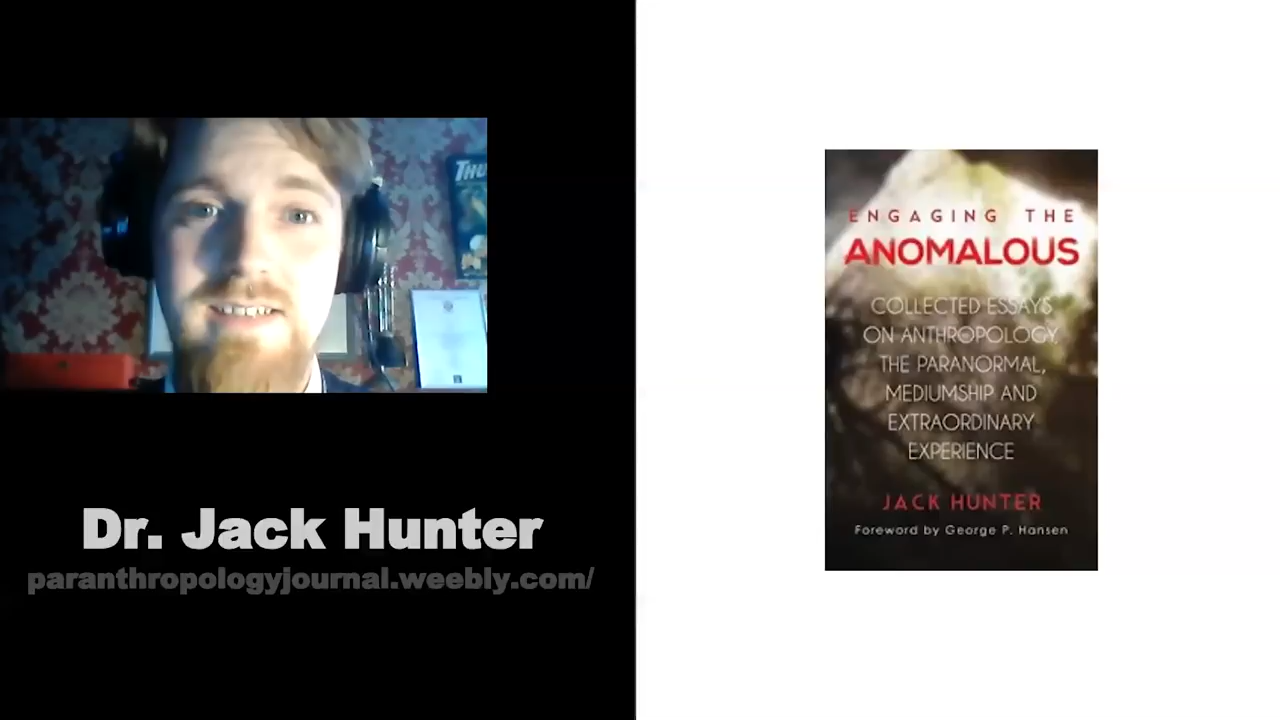 Dr. Jack Hunter
paranthropologyjournal.weebly.com/
ENGAGING THE
ANOMALOUS
COLLECTED ESSAYS
ON ANTHROPOLOGY,
THE PARANORMAL,
MEDIUMSHIP AND
EXTRAORDINARY
EXPERIENCE
JACK HUNTER
Foreword by George P. Hansen